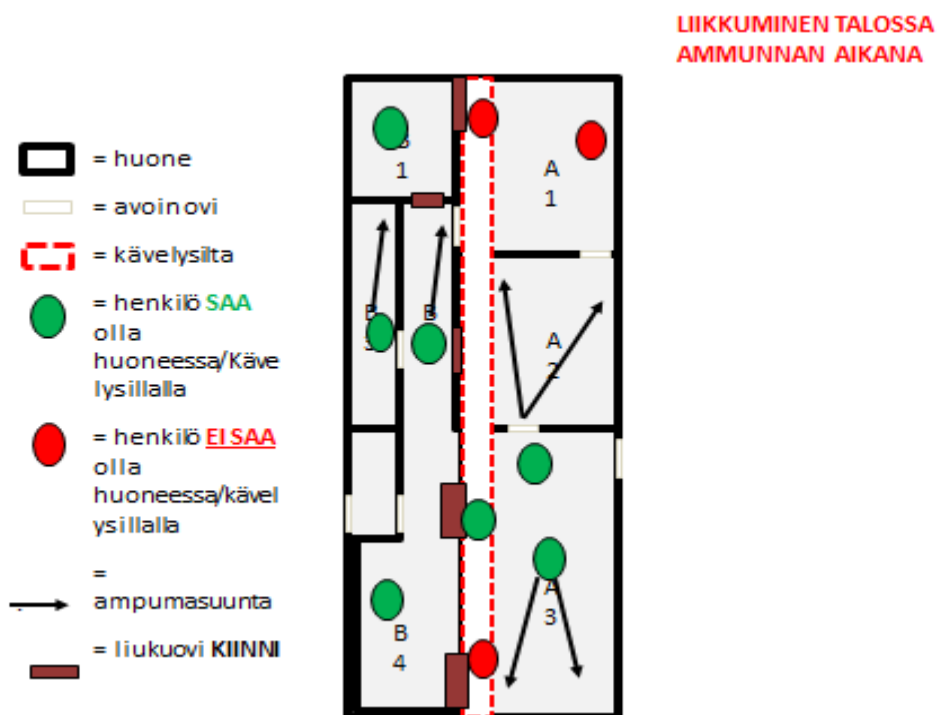 LIIKKUMINEN TALOSSA
AMMUNNAN AIKANA
= huone
= avoin ovi
= kävelysilta
= henkilö SAA
olla
huoneessa/Käve
lysillalla
= henkilö EI SAA
olla
huoneessa/kävel
ysillalla
=
ampumasuunta
= liukuovi KIINNI
1
A
1
B
B
A
2
A
3
B
4